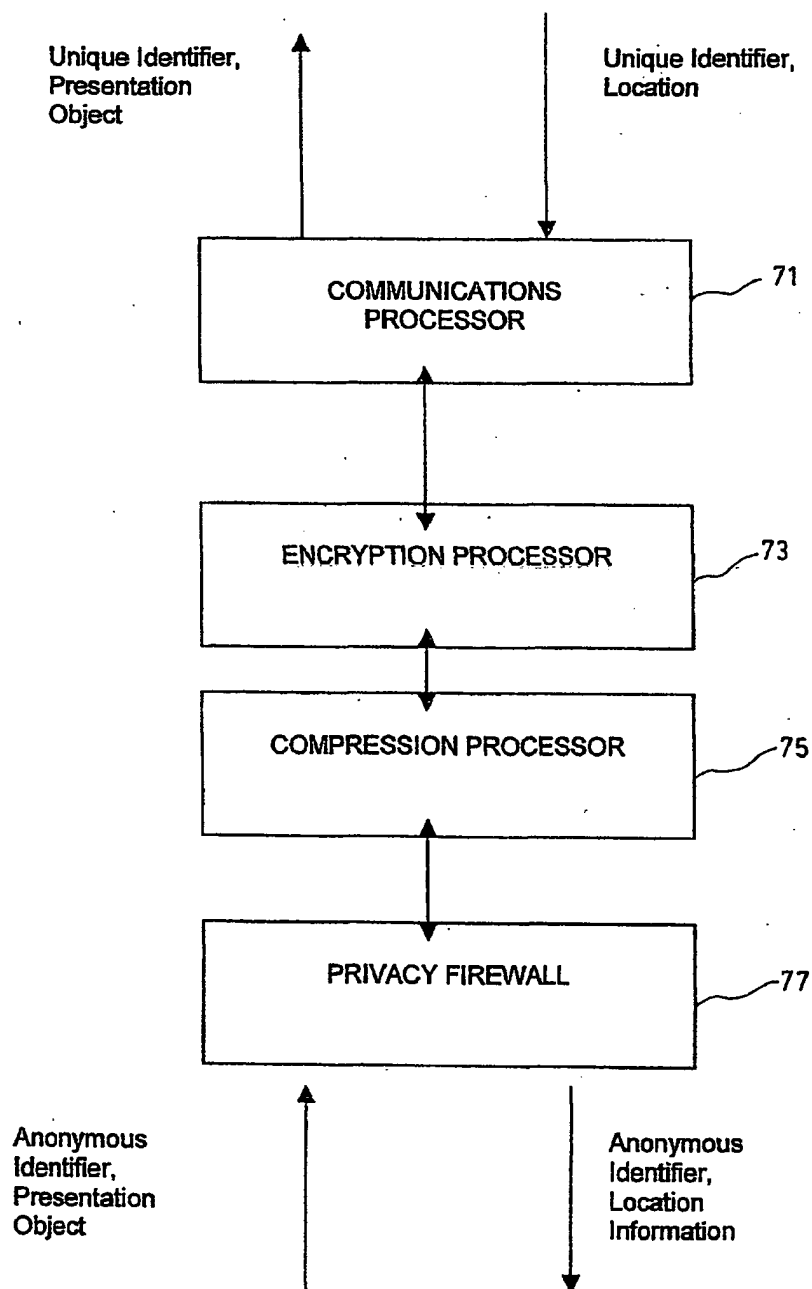 Unique Identifier,
Presentation
Object
Unique Identifier,
Location
COMMUNICATIONS
PROCESSOR
71
ENCRYPTION PROCESSOR
73
COMPRESSION PROCESSOR
75
PRIVACY FIREWALL
77
Anonymous
Identifier,
Presentation
Object
Anonymous
Identifier,
Location
Information